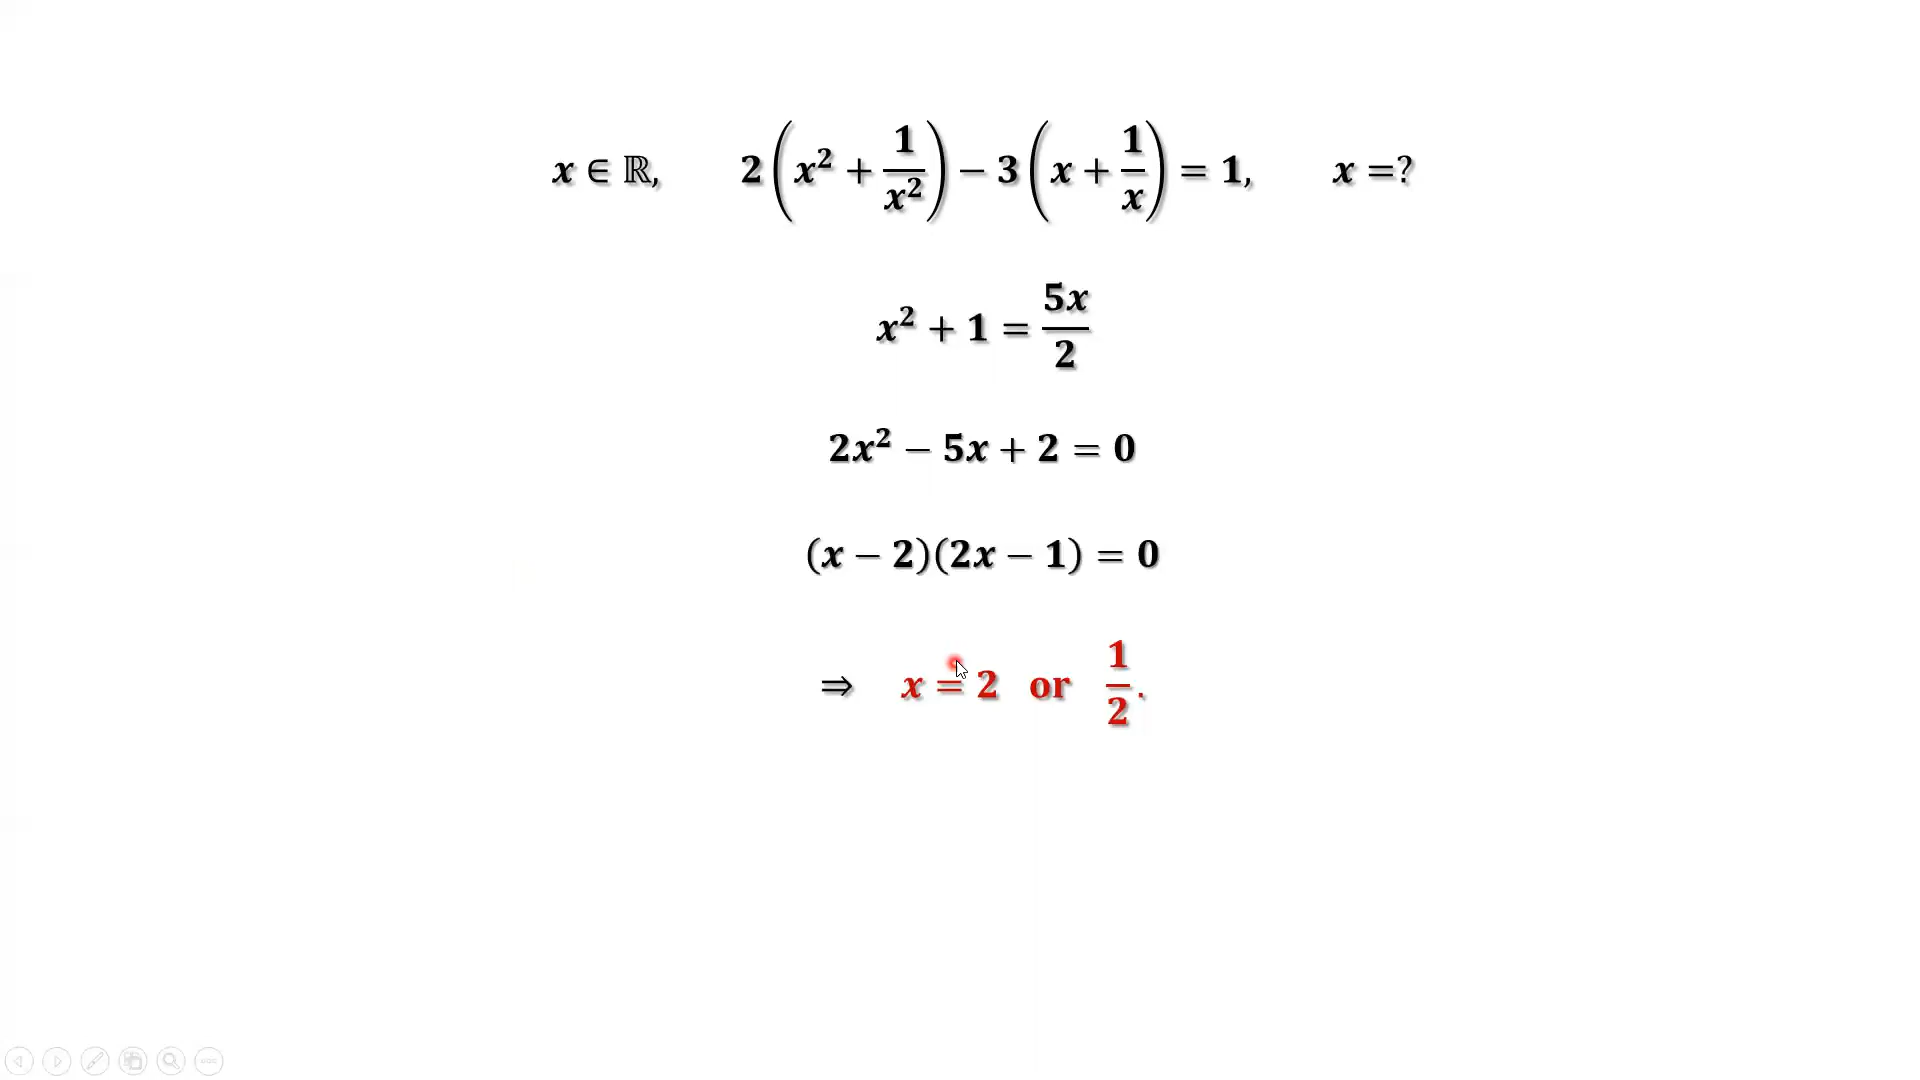 x ∈ ℝ, 2(x² + 1/x²) − 3(x + 1/x) = 1, x =?
x² + 1 = 5x/2
2x² − 5x + 2 = 0
(x − 2)(2x − 1) = 0
⇒ x = 2 or 1/2.